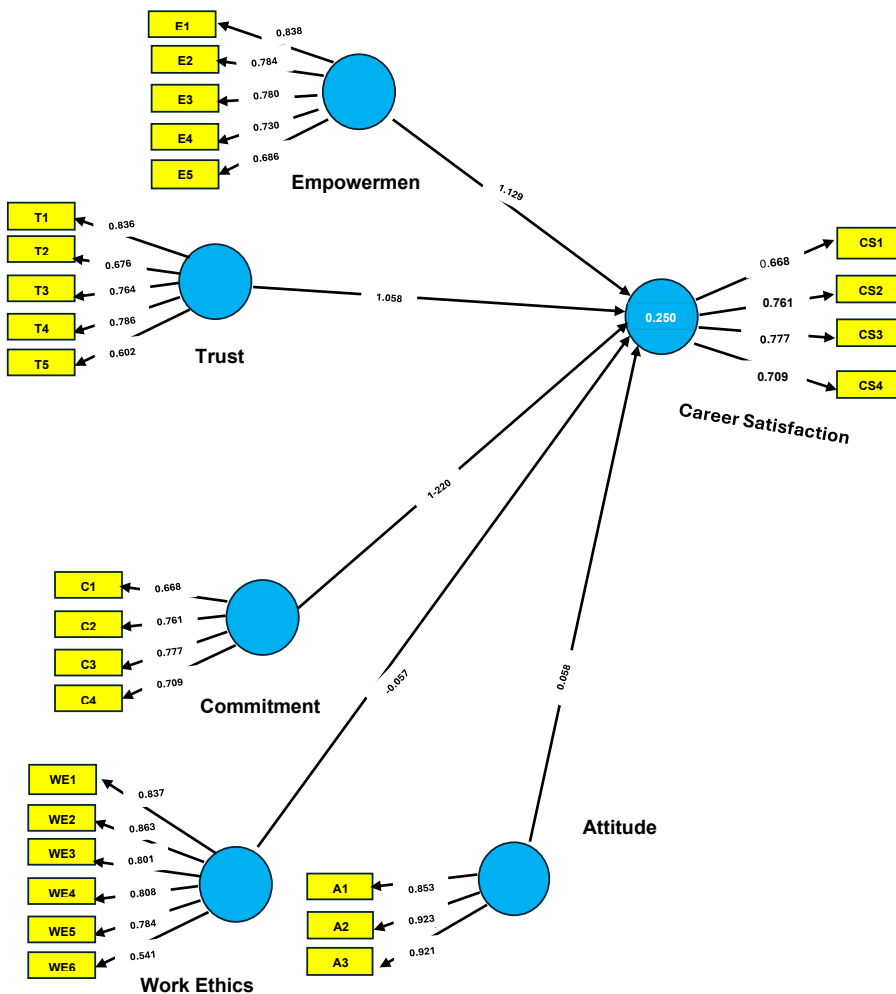 E1
0.838
E2
0.784
E3
0.780
E4
0.730
E5
0.686
Empowermen
1.129
T1
0.836
T2
0.676
T3
0.764
T4
0.786
T5
0.602
Trust
1.058
0.250
CS1
0.668
CS2
0.761
CS3
0.777
CS4
0.709
Career Satisfaction
1-220
C1
0.668
C2
0.761
C3
0.777
C4
0.709
Commitment
-0.057
0.058
WE1
0.837
WE2
0.863
WE3
0.801
WE4
0.808
WE5
0.784
WE6
0.541
Work Ethics
Attitude
A1
0.853
A2
0.923
A3
0.921